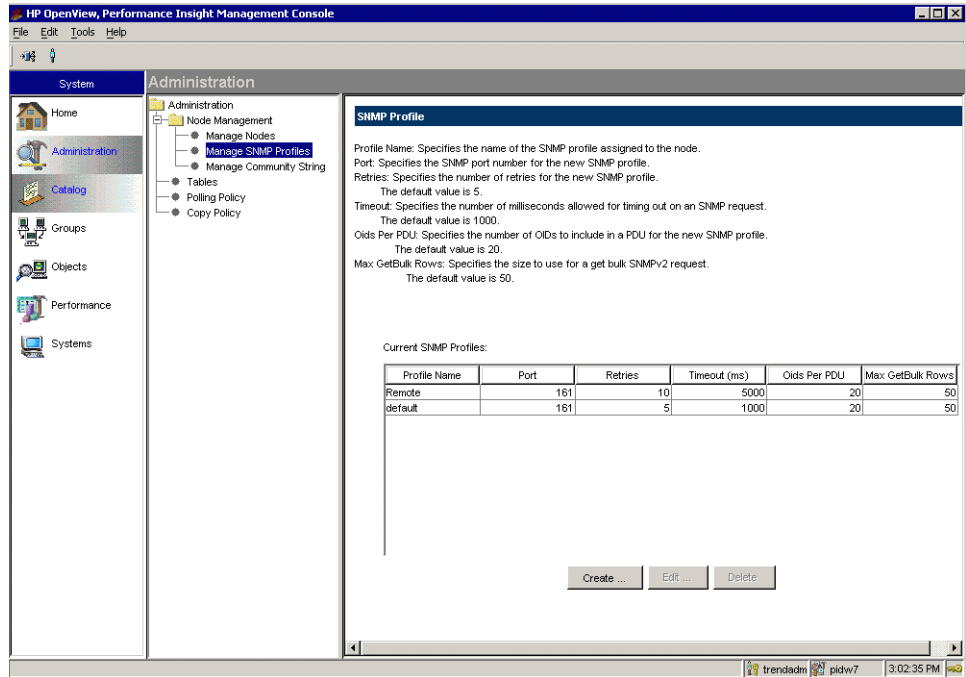 HP OpenView, Performance Insight Management Console
File Edit Tools Help
System
Administration
Home
Administration
Catalog
Groups
Objects
Performance
Systems
Administration
Node Management
Manage Nodes
Manage SNMP Profiles
Manage Community String
Tables
Polling Policy
Copy Policy
SNMP Profile
Profile Name: Specifies the name of the SNMP profile assigned to the node.
Port: Specifies the SNMP port number for the new SNMP profile.
Retries: Specifies the number of retries for the new SNMP profile.
The default value is 5.
Timeout: Specifies the number of milliseconds allowed for timing out on an SNMP request.
The default value is 1000.
Oids Per PDU: Specifies the number of OIDs to include in a PDU for the new SNMP profile.
The default value is 20.
Max GetBulk Rows: Specifies the size to use for a get bulk SNMPv2 request.
The default value is 50.
Current SNMP Profiles:
Profile Name Port Retries Timeout (ms) Oids Per PDU Max GetBulk Rows
Remote 161 10 5000 20 50
default 161 5 1000 20 50
Create ... Edit ... Delete
trendadm pidw7 3:02:35 PM